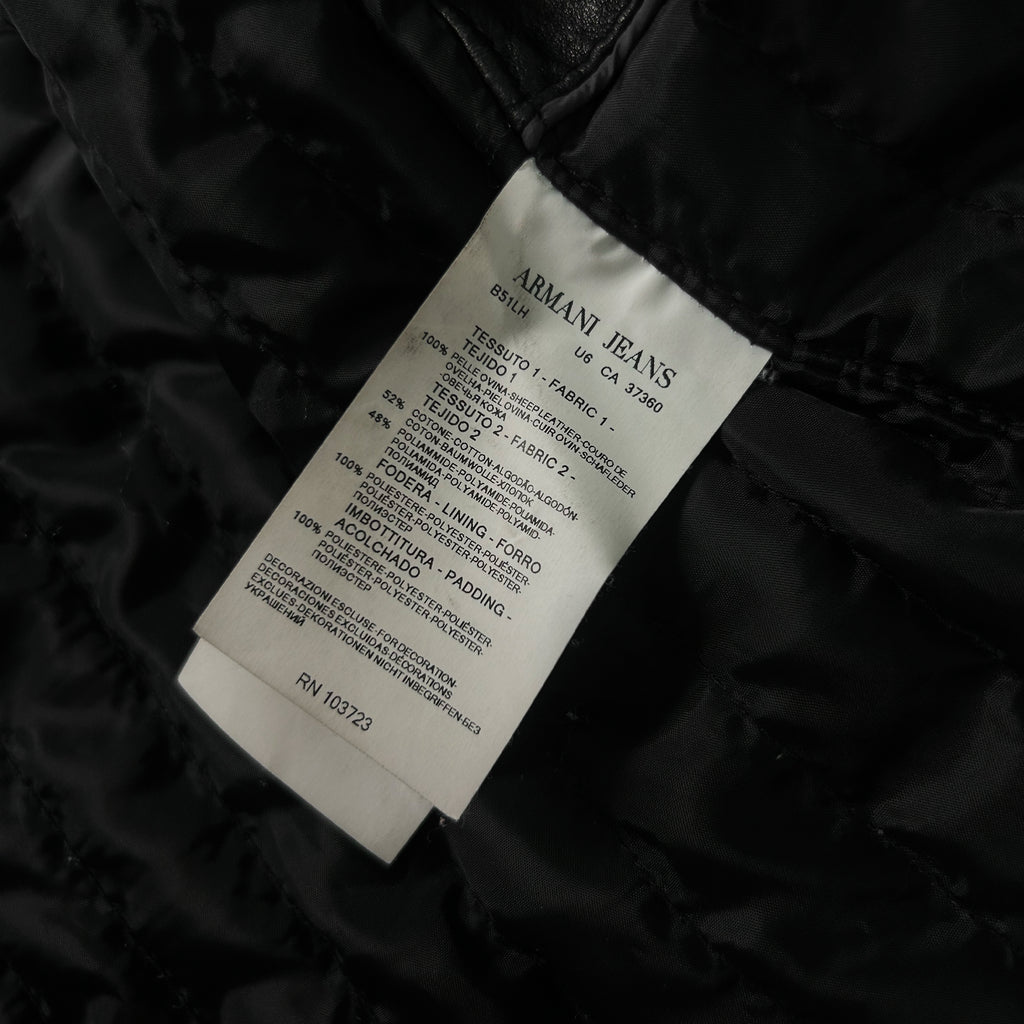 ARMANI JEANS
B51LH U6 CA 37360
TESSUTO 1 - FABRIC 1 -
TEJIDO 1
100% PELLE OVINA-SHEEPLEATHER-COURO DE
OVELHA-PIEL OVINA-CUIR OVIN-SCHAFLEDER
-ОВЕЧЬЯ КОЖА
TESSUTO 2 - FABRIC 2 -
TEJIDO 2
52% COTONE-COTTON-ALGODÃO-ALGODÓN-
COTON-BAUMWOLLE-ХЛОПОК
48% POLIAMMIDE-POLYAMIDE-POLIAMIDA-
POLIAMIDA-POLYAMIDE-POLYAMID-
ПОЛИАМИД
FODERA - LINING - FORRO
100% POLIESTERE-POLYESTER-POLIÉSTER-
POLIÉSTER-POLYESTER-POLYESTER-
ПОЛИЭСТЕР
IMBOTTITURA - PADDING -
ACOLCHADO
100% POLIESTERE-POLYESTER-POLIÉSTER-
POLIÉSTER-POLYESTER-POLYESTER-
ПОЛИЭСТЕР
DECORAZIONI ESCLUSE-FOR DECORATION-
DECORACIONES EXCLUIDAS-DÉCORATIONS
EXCLUES-DEKORATIONEN NICHT INBEGRIFFEN-БЕЗ
УКРАШЕНИЙ
RN 103723